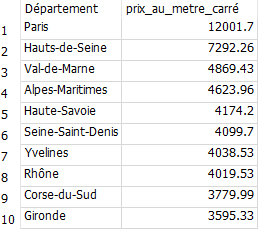 Département prix_au_metre_carré
1 Paris 12001.7
2 Hauts-de-Seine 7292.26
3 Val-de-Marne 4869.43
4 Alpes-Maritimes 4623.96
5 Haute-Savoie 4174.2
6 Seine-Saint-Denis 4099.7
7 Yvelines 4038.53
8 Rhône 4019.53
9 Corse-du-Sud 3779.99
10 Gironde 3595.33